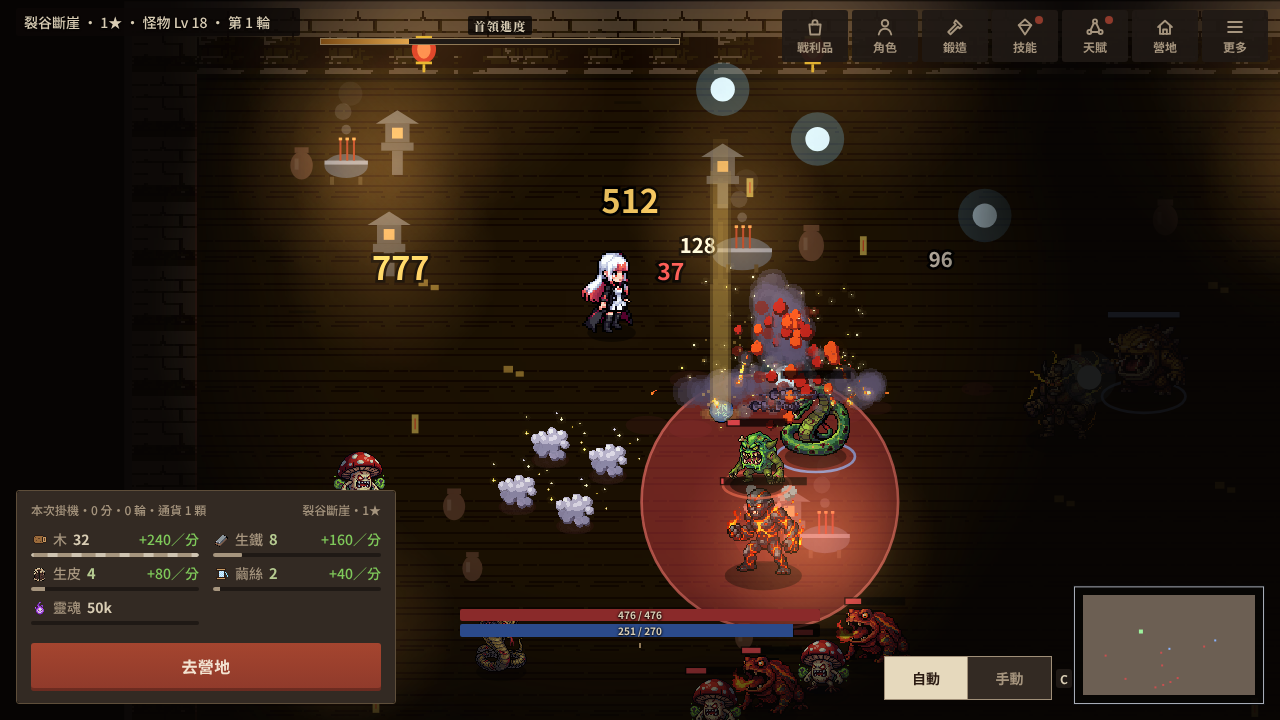 裂谷斷崖 • 1★ • 怪物 Lv 18 • 第 1 輪
首領進度
戰利品
角色
鍛造
技能
天賦
營地
更多
512
128
37
777
96
本次掛機 • 0 分 • 0 輪 • 通貨 1 顆
裂谷斷崖 • 1★
木 32 +240／分
生鐵 8 +160／分
生皮 4 +80／分
繭絲 2 +40／分
靈魂 50k
去營地
476 / 476
251 / 270
自動
手動
C